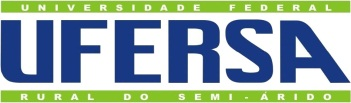 UNIVERSIDADE FEDERAL
UFERSA
RURAL DO SEMI-ÁRIDO